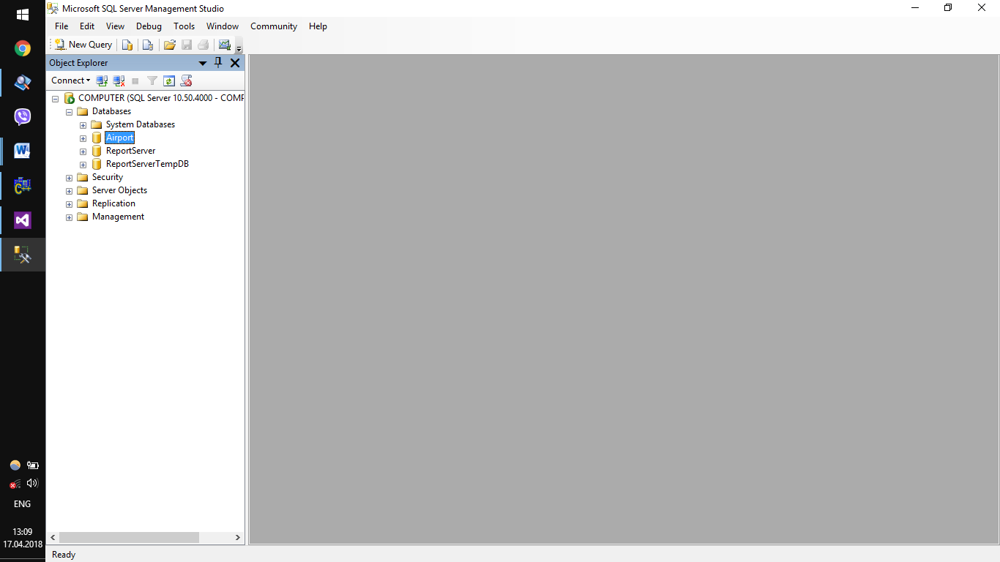 Microsoft SQL Server Management Studio
File Edit View Debug Tools Window Community Help
New Query
Object Explorer
Connect
COMPUTER (SQL Server 10.50.4000 - COMP
Databases
System Databases
Airport
ReportServer
ReportServerTempDB
Security
Server Objects
Replication
Management
ENG
13:09
17.04.2018
Ready